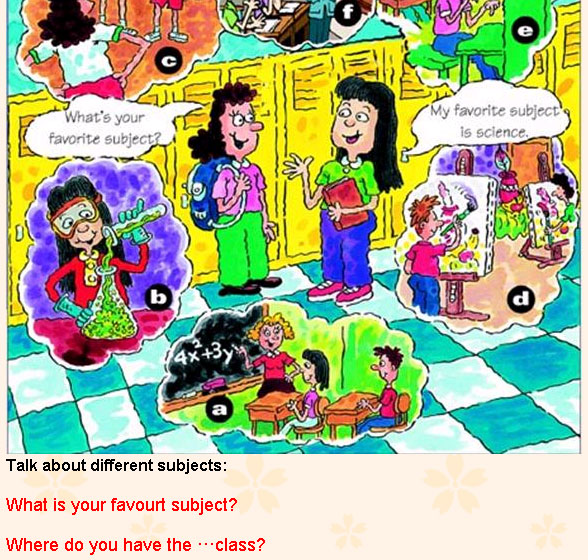 f
c
e
What's your
favorite subject?
My favorite subject
is science.
b
d
4x²+3y
a
Talk about different subjects:
What is your favourt subject?
Where do you have the ···class?